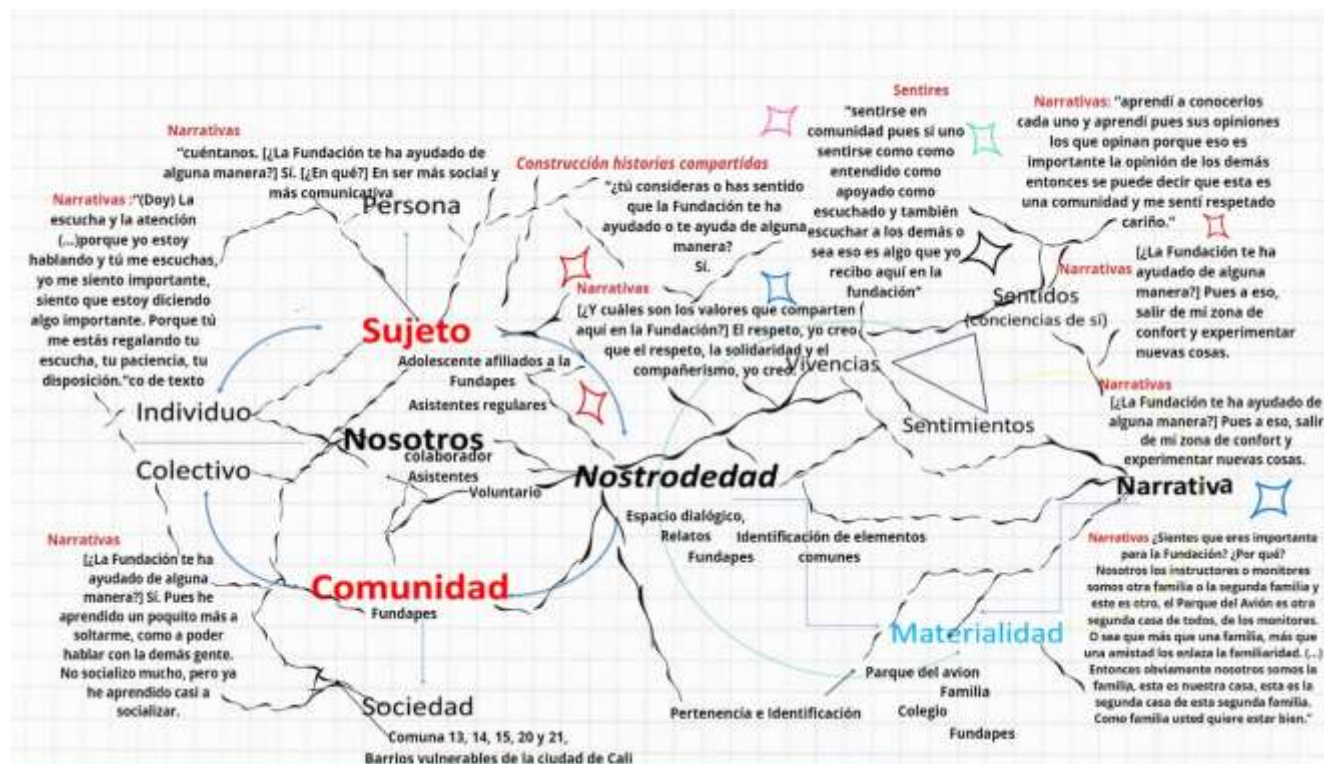 Narrativas
"cuéntanos. [¿La Fundación te ha ayudado de
alguna manera?] Sí. [¿En qué?] En ser más social y
más comunicativa
Persona
Narrativas :"(Doy) La
escucha y la atención
(...)porque yo estoy
hablando y tú me escuchas,
yo me siento importante,
siento que estoy diciendo
algo importante. Porque tú
me estás regalando tu
escucha, tu paciencia, tu
disposición."co de texto
Construcción historias compartidas
"¿tú consideras o has sentido
que la Fundación te ha
ayudado o te ayuda de alguna
manera?
Sí.
Narrativas
[¿Y cuáles son los valores que comparten
aquí en la Fundación?] El respeto, yo creo
que el respeto, la solidaridad y el
compañerismo, yo creo.
Sentires
"sentirse en
comunidad pues sí uno
sentirse como como
entendido como
apoyado como
escuchado y también
escuchar a los demás o
sea eso es algo que yo
recibo aquí en la
fundación"
Narrativas: "aprendí a conocerlos
cada uno y aprendí pues sus opiniones
los que opinan porque eso es
importante la opinión de los demás
entonces se puede decir que esta es
una comunidad y me sentí respetado
cariño."
Narrativas
[¿La Fundación te ha
ayudado de alguna
manera?] Pues a eso,
salir de mi zona de
confort y experimentar
nuevas cosas.
Sentidos
(conciencias de sí)
Vivencias
Sentimientos
Narrativas
[¿La Fundación te ha ayudado de
alguna manera?] Pues a eso, salir
de mi zona de confort y
experimentar nuevas cosas.
Sujeto
Adolescente afiliados a la
Fundapes
Asistentes regulares
Individuo
Nosotros
colaborador
Asistentes
Voluntario
Colectivo
Nostrodedad
Espacio dialógico,
Relatos
Fundapes
Identificación de elementos
comunes
Narrativa
Narrativas ¿Sientes que eres importante
para la Fundación? ¿Por qué?
Nosotros los instructores o monitores
somos otra familia o la segunda familia y
este es otro, el Parque del Avión es otra
segunda casa de todos, de los monitores.
O sea que más que una familia, más que
una amistad los enlaza la familiaridad. (...)
Entonces obviamente nosotros somos la
familia, esta es nuestra casa, esta es la
segunda casa de esta segunda familia.
Como familia usted quiere estar bien."
Narrativas
[¿La Fundación te ha
ayudado de alguna
manera?] Sí. Pues he
aprendido un poquito más a
soltarme, como a poder
hablar con la demás gente.
No socializo mucho, pero ya
he aprendido casi a
socializar.
Comunidad
Fundapes
Materialidad
Parque del avion
Familia
Colegio
Fundapes
Pertenencia e Identificación
Sociedad
Comuna 13, 14, 15, 20 y 21,
Barrios vulnerables de la ciudad de Cali